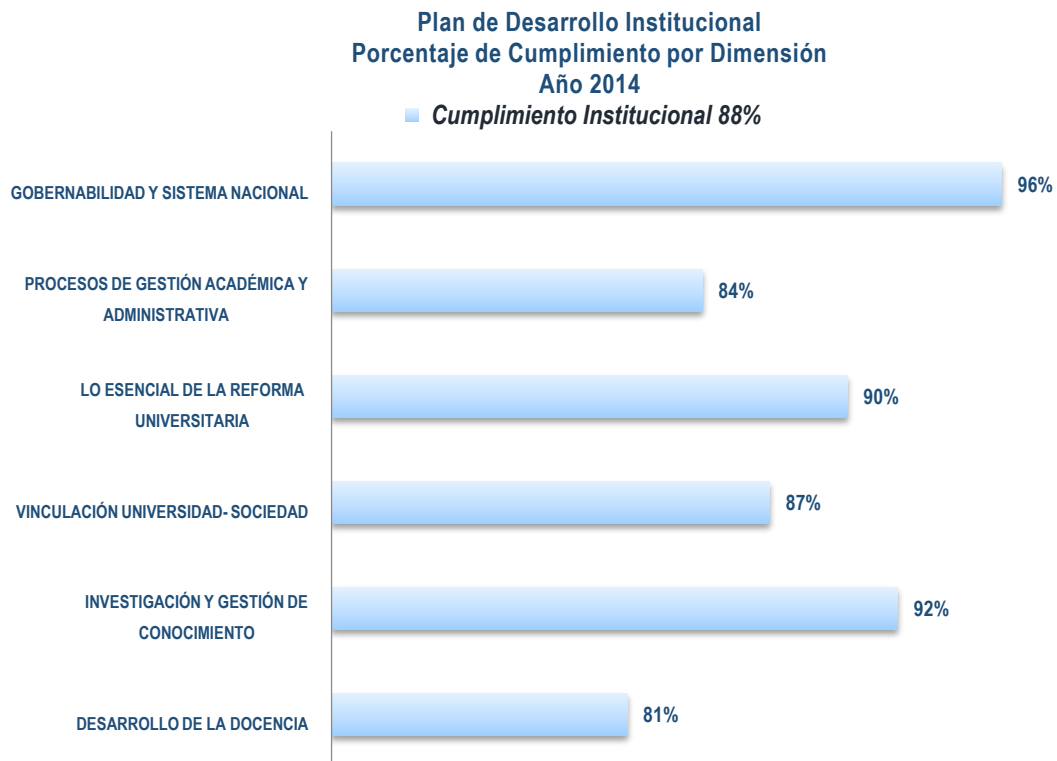 Plan de Desarrollo Institucional
Porcentaje de Cumplimiento por Dimensión
Año 2014
Cumplimiento Institucional 88%
GOBERNABILIDAD Y SISTEMA NACIONAL
96%
PROCESOS DE GESTIÓN ACADÉMICA Y
ADMINISTRATIVA
84%
LO ESENCIAL DE LA REFORMA
UNIVERSITARIA
90%
VINCULACIÓN UNIVERSIDAD- SOCIEDAD
87%
INVESTIGACIÓN Y GESTIÓN DE
CONOCIMIENTO
92%
DESARROLLO DE LA DOCENCIA
81%